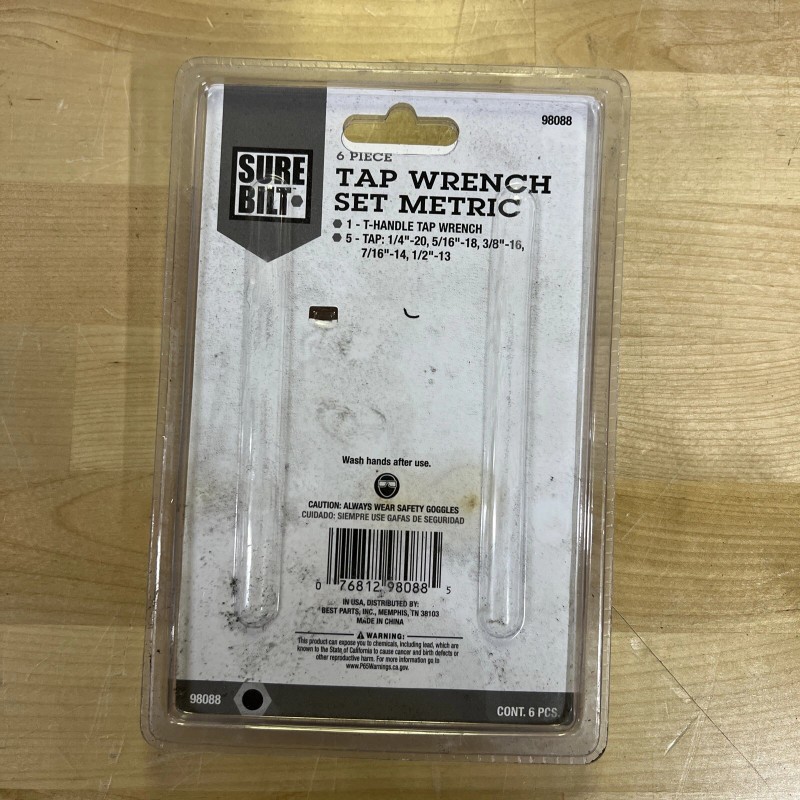 98088
SURE
BILT
™
6 PIECE
TAP WRENCH
SET METRIC
1 - T-HANDLE TAP WRENCH
5 - TAP: 1/4"-20, 5/16"-18, 3/8"-16,
7/16"-14, 1/2"-13
Wash hands after use.
CAUTION: ALWAYS WEAR SAFETY GOGGLES
CUIDADO: SIEMPRE USE GAFAS DE SEGURIDAD
0 76812 98088 5
IN USA, DISTRIBUTED BY:
BEST PARTS, INC., MEMPHIS, TN 38103
MADE IN CHINA
WARNING:
This product can expose you to chemicals, including lead, which are
known to the State of California to cause cancer and birth defects or
other reproductive harm. For more information go to
www.P65Warnings.ca.gov.
98088
CONT. 6 PCS.